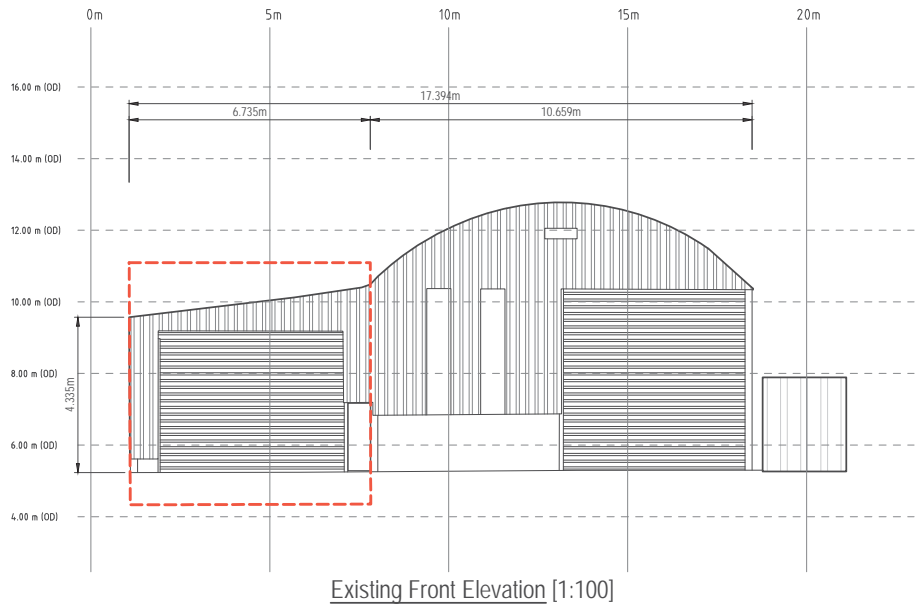 0m 5m 10m 15m 20m
16.00 m (OD)
17.394m
6.735m 10.659m
14.00 m (OD)
12.00 m (OD)
10.00 m (OD)
8.00 m (OD)
4.335m
6.00 m (OD)
4.00 m (OD)
Existing Front Elevation [1:100]